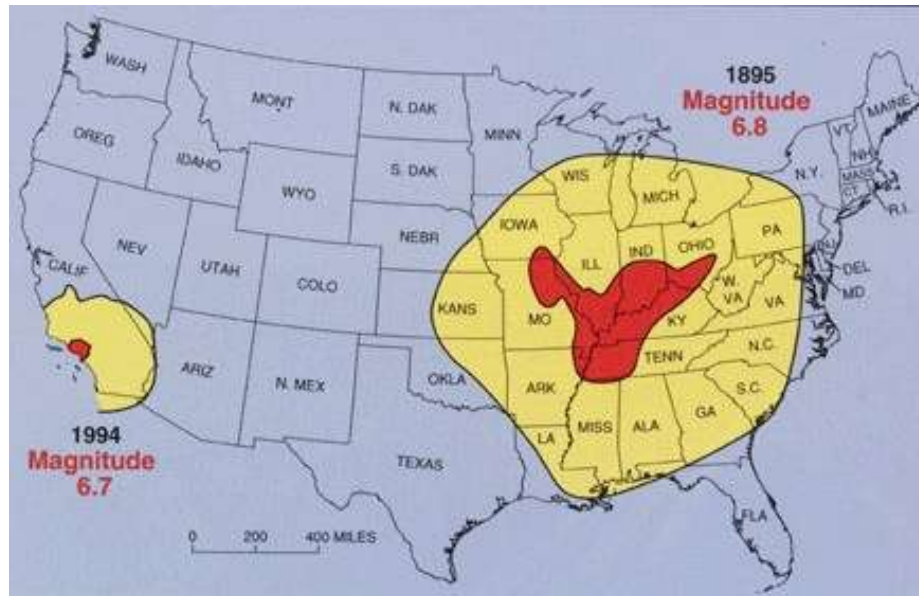 WASH
MONT
N. DAK
MINN
1895
Magnitude
6.8
MAINE
VT.
NH
MASS
CT.
R.I.
OREG
IDAHO
S. DAK
WIS
MICH
N.Y.
WYO
NEBR
IOWA
PA
NEV
UTAH
COLO
ILL
IND
OHIO
NJ
DEL
MD
CALIF
KANS
MO
W.
VA
VA
KY
ARIZ
N. MEX
OKLA
ARK
TENN
N.C.
S.C.
1994
Magnitude
6.7
TEXAS
LA
MISS
ALA
GA
FLA
0 200 400 MILES